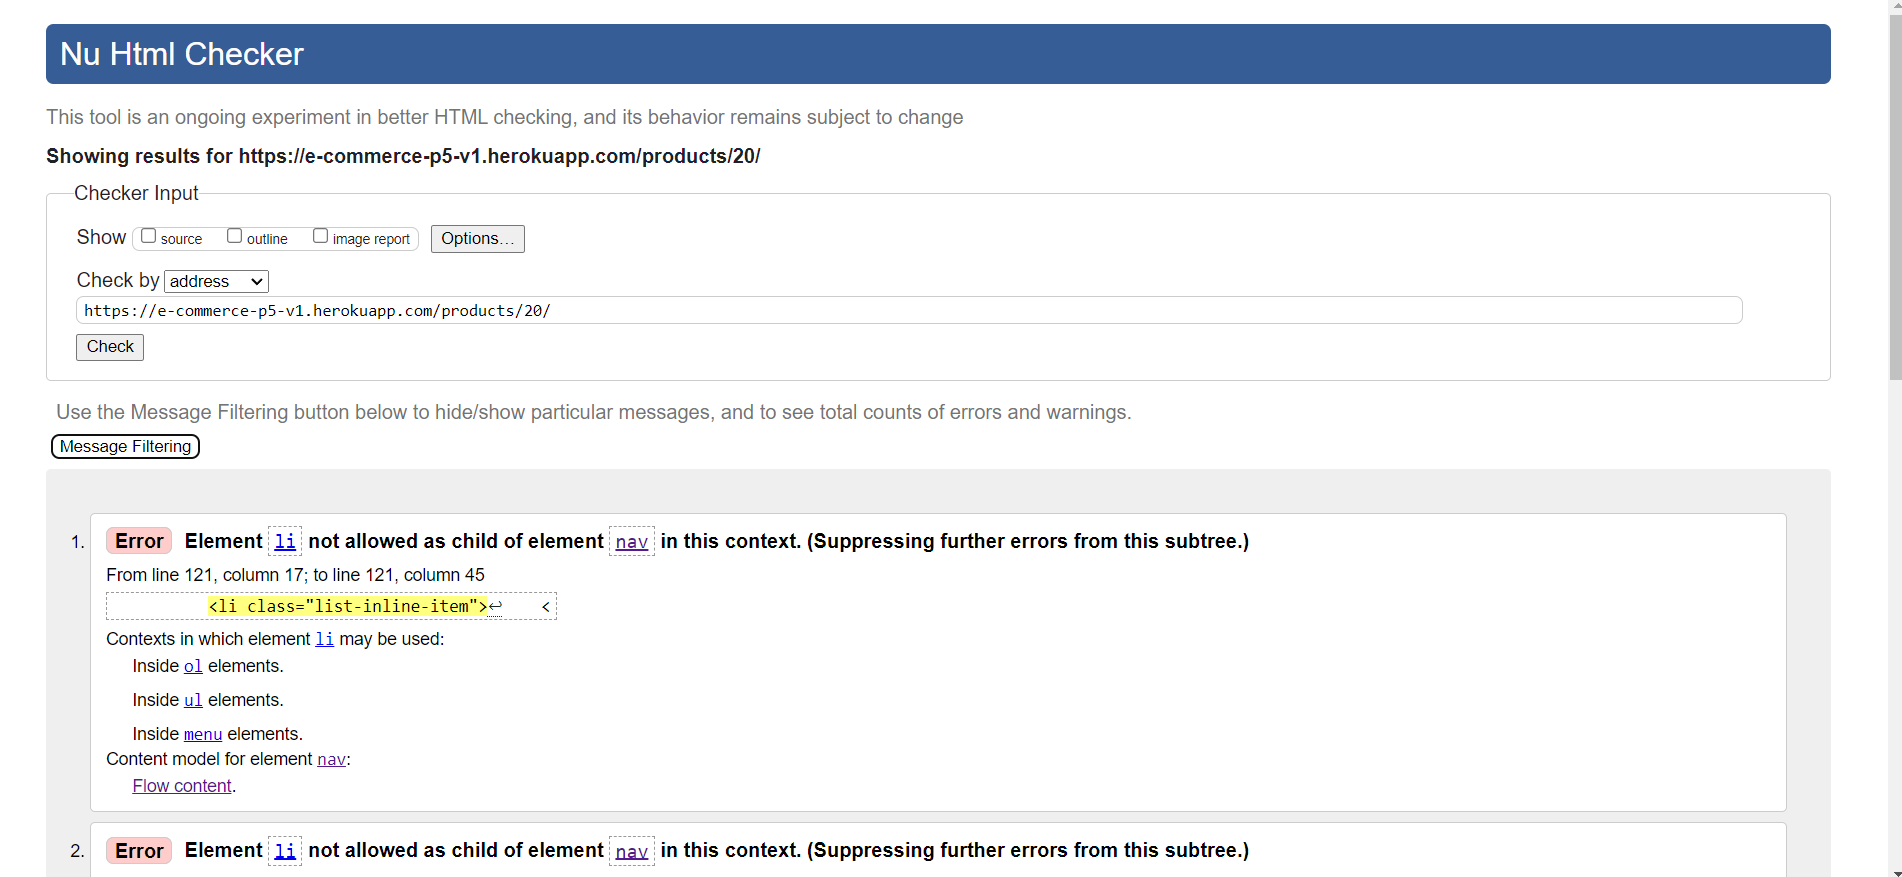 Nu Html Checker
This tool is an ongoing experiment in better HTML checking, and its behavior remains subject to change
Showing results for https://e-commerce-p5-v1.herokuapp.com/products/20/
Checker Input
Show source outline image report Options...
Check by address
https://e-commerce-p5-v1.herokuapp.com/products/20/
Check
Use the Message Filtering button below to hide/show particular messages, and to see total counts of errors and warnings.
Message Filtering
1. Error Element li not allowed as child of element nav in this context. (Suppressing further errors from this subtree.)
From line 121, column 17; to line 121, column 45
<li class="list-inline-item">↩ <
Contexts in which element li may be used:
Inside ol elements.
Inside ul elements.
Inside menu elements.
Content model for element nav:
Flow content.
2. Error Element li not allowed as child of element nav in this context. (Suppressing further errors from this subtree.)